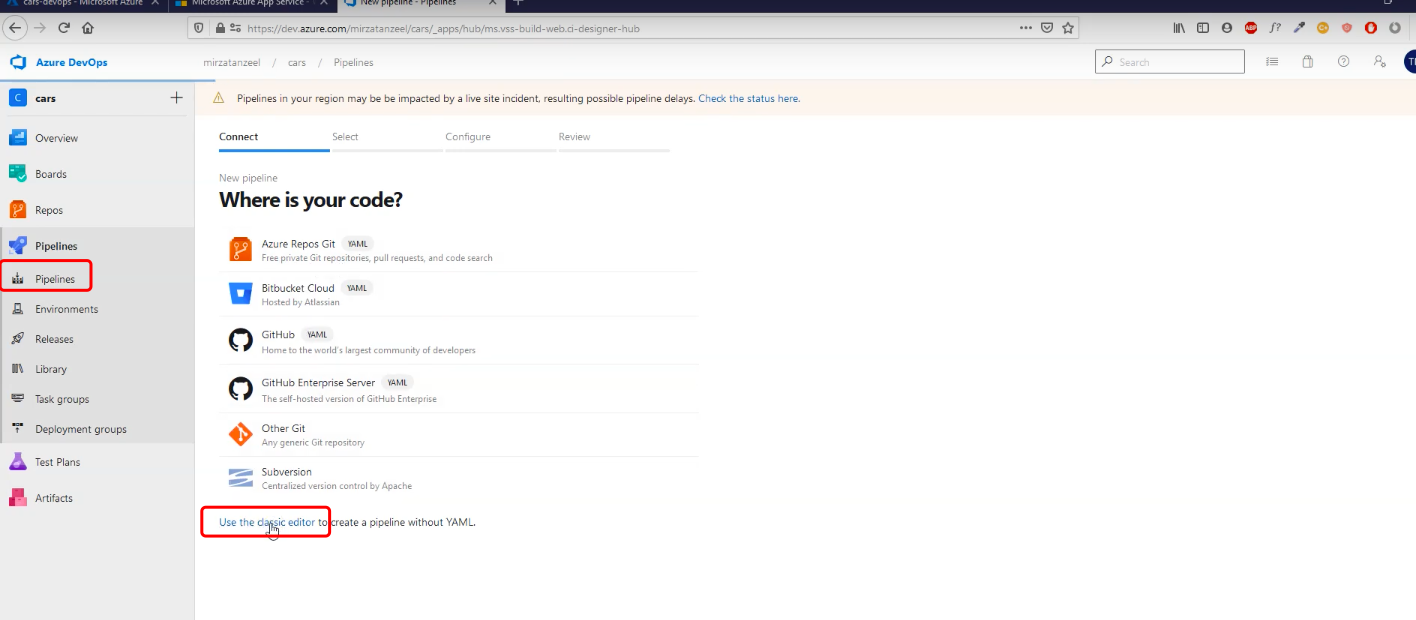 cars-devops - Microsoft Azure
Microsoft Azure App Service -
New pipeline - Pipelines
https://dev.azure.com/mirzatanzeel/cars/_apps/hub/ms.vss-build-web.ci-designer-hub
Azure DevOps
mirzatanzeel / cars / Pipelines
Search
C cars
Pipelines in your region may be be impacted by a live site incident, resulting possible pipeline delays. Check the status here.
Overview
Boards
Repos
Pipelines
Pipelines
Environments
Releases
Library
Task groups
Deployment groups
Test Plans
Artifacts
Connect Select Configure Review
New pipeline
Where is your code?
Azure Repos Git YAML
Free private Git repositories, pull requests, and code search
Bitbucket Cloud YAML
Hosted by Atlassian
GitHub YAML
Home to the world's largest community of developers
GitHub Enterprise Server YAML
The self-hosted version of GitHub Enterprise
Other Git
Any generic Git repository
Subversion
Centralized version control by Apache
Use the classic editor to create a pipeline without YAML.